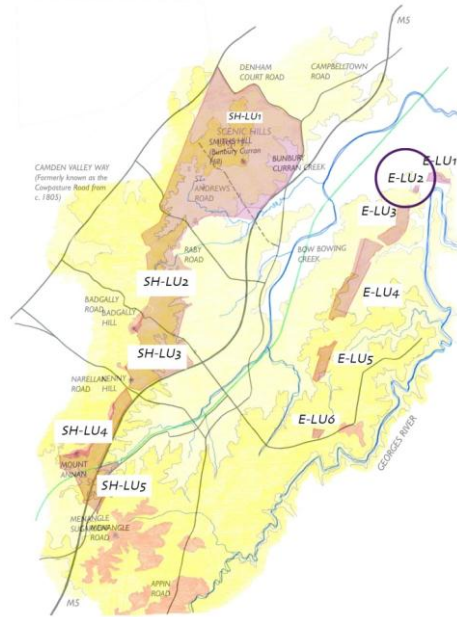 M5
DENHAM
COURT ROAD
CAMPBELLTOWN
ROAD
SH-LU1
SCENIC HILLS
SMITHS HILL
(Bunbury Curran
Hill)
BUNBURY
CURRAN CREEK
CAMDEN VALLEY WAY
(Formerly known as the
Cowpasture Road from
c. 1805)
ST
ANDREWS
ROAD
E-LU1
E-LU2
E-LU3
RABY
ROAD
BOW BOWING
CREEK
SH-LU2
E-LU4
BADGALLY
ROAD
BADGALLY
HILL
SH-LU3
E-LU5
NARELLAN
ROAD
KENNY
HILL
SH-LU4
E-LU6
GEORGES RIVER
MOUNT
ANNAN
SH-LU5
MENANGLE
MENANGLE
ROAD
APPIN
ROAD
M5